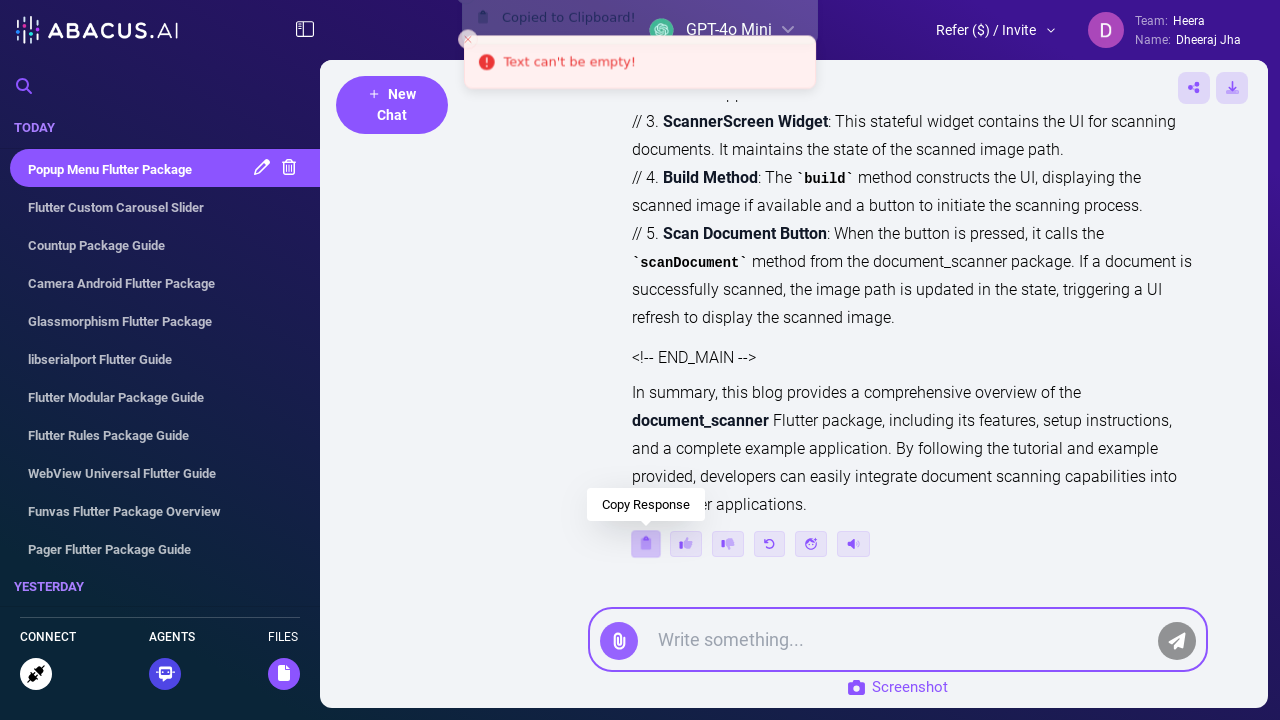 ABACUS.AI
Copied to Clipboard!
GPT-4o Mini
Refer ($) / Invite
D
Team: Heera
Name: Dheeraj Jha
Text can't be empty!
+ New
Chat
TODAY
Popup Menu Flutter Package
Flutter Custom Carousel Slider
Countup Package Guide
Camera Android Flutter Package
Glassmorphism Flutter Package
libserialport Flutter Guide
Flutter Modular Package Guide
Flutter Rules Package Guide
WebView Universal Flutter Guide
Funvas Flutter Package Overview
Pager Flutter Package Guide
YESTERDAY
CONNECT
AGENTS
FILES
// 3. ScannerScreen Widget: This stateful widget contains the UI for scanning
documents. It maintains the state of the scanned image path.
// 4. Build Method: The `build` method constructs the UI, displaying the
scanned image if available and a button to initiate the scanning process.
// 5. Scan Document Button: When the button is pressed, it calls the
`scanDocument` method from the document_scanner package. If a document is
successfully scanned, the image path is updated in the state, triggering a UI
refresh to display the scanned image.
<!-- END_MAIN -->
In summary, this blog provides a comprehensive overview of the
document_scanner Flutter package, including its features, setup instructions,
and a complete example application. By following the tutorial and example
provided, developers can easily integrate document scanning capabilities into
applications.
Copy Response
Write something...
Screenshot